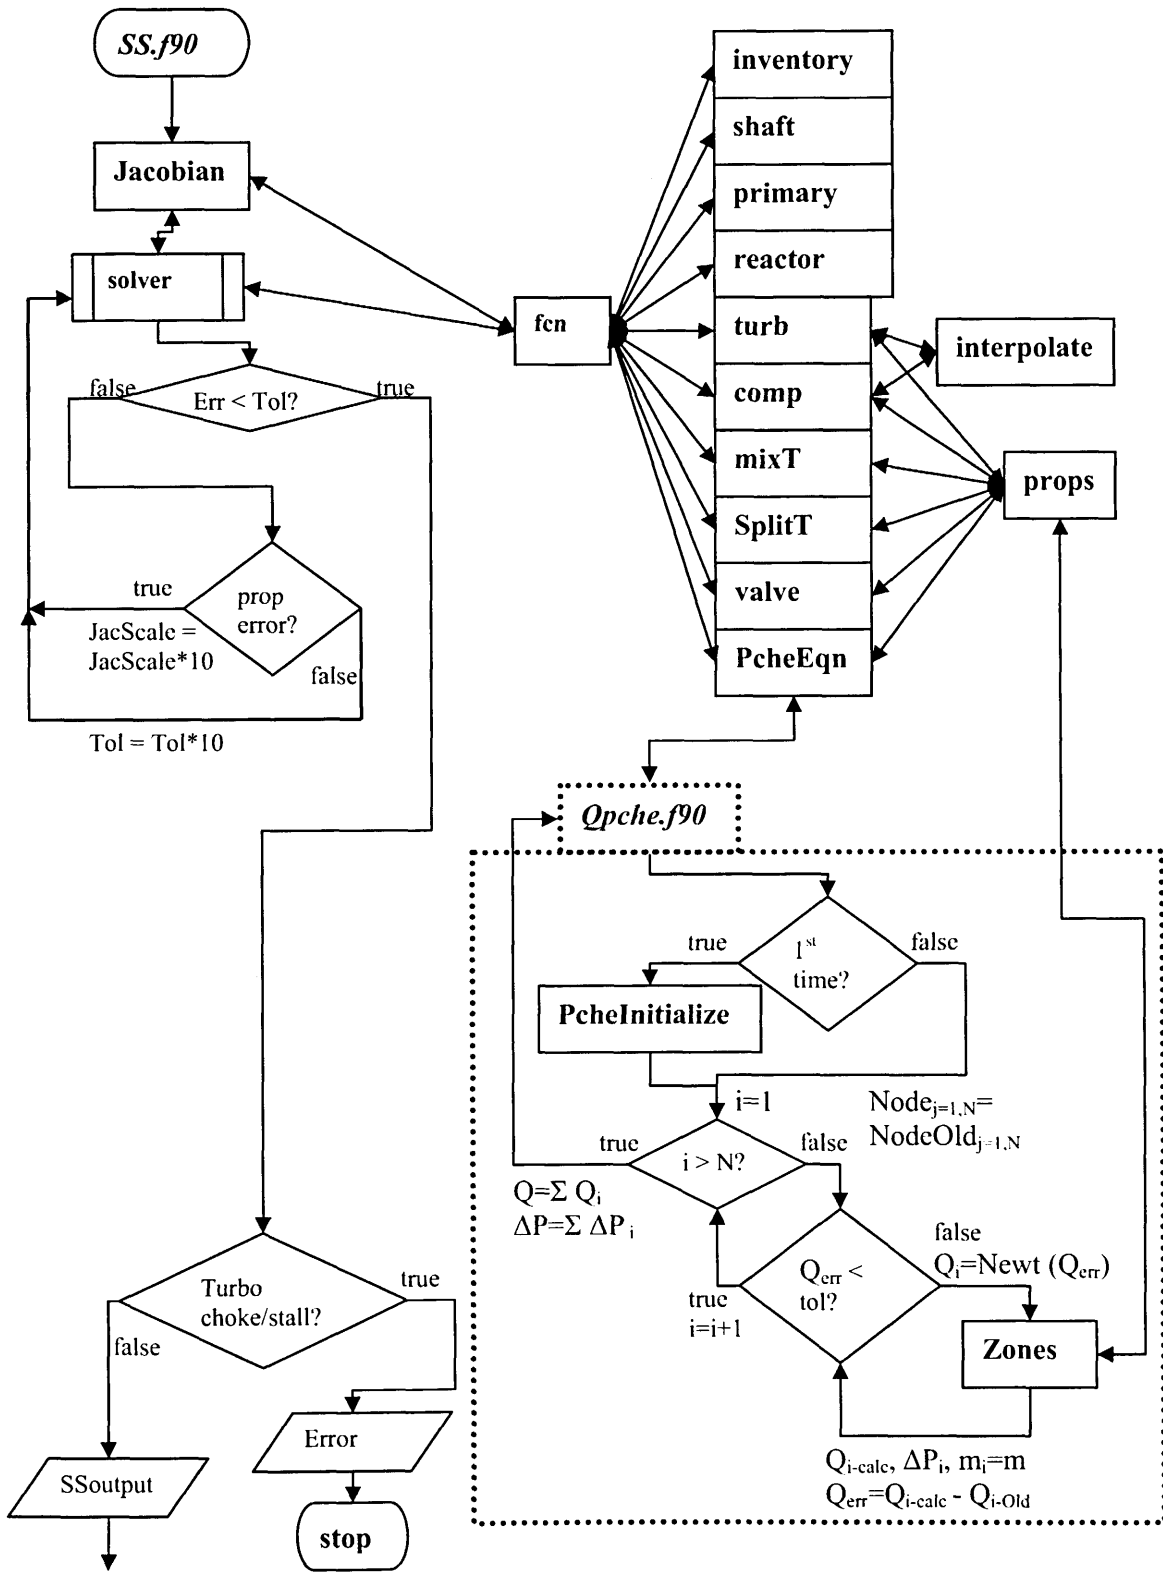 SS.f90
Jacobian
solver
false
true
Err < Tol?
true
prop
error?
JacScale =
JacScale*10
false
Tol = Tol*10
fcn
inventory
shaft
primary
reactor
turb
comp
mixT
SplitT
valve
PcheEqn
interpolate
props
Qpche.f90
true
1st
time?
false
PcheInitialize
i=1
Nodej=1,N=
NodeOldj=1,N
true
i > N?
false
Q=Σ Qi
ΔP=Σ ΔPi
Qerr <
tol?
false
Qi=Newt (Qerr)
true
i=i+1
Zones
Qi-calc, ΔPi, mi=m
Qerr=Qi-calc - Qi-Old
Turbo
choke/stall?
true
false
Error
SSoutput
stop